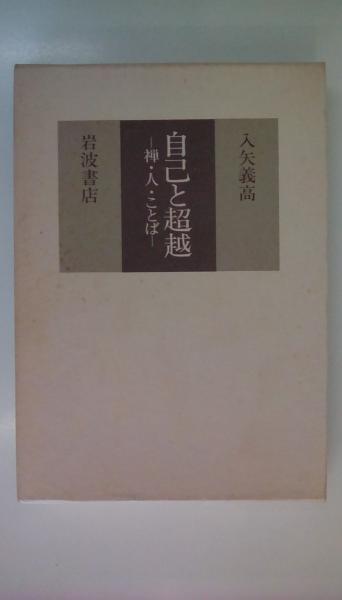 入矢義高
自己と超越
—禅・人・ことば—
岩波書店